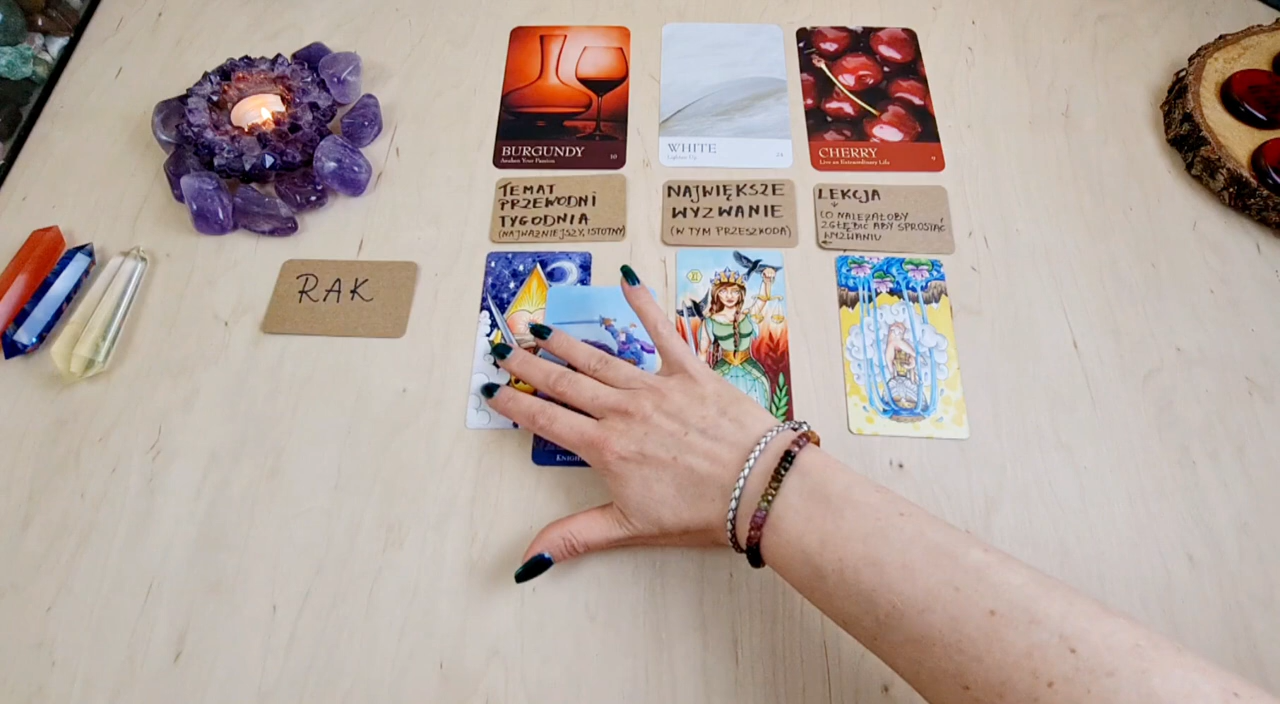 BURGUNDY
Awaken Your Passion
10
WHITE
Lighten Up
24
CHERRY
Live an Extraordinary Life
9
TEMAT
PRZEWODNI
TYGODNIA
(NAJWAŻNIEJSZY, ISTOTNY)
NAJWIĘKSZE
WYZWANIE
(W TYM PRZESZKODA)
LEKCJA
CO NALEŻAŁOBY
ZGŁĘBIĆ ABY SPROSTAĆ
WYZWANIU
RAK